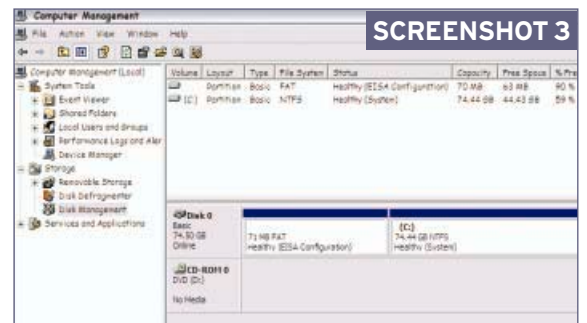 Computer Management
SCREENSHOT 3
File Action View Window Help
Computer Management (Local)
System Tools
Event Viewer
Shared Folders
Local Users and Groups
Performance Logs and Aler
Device Manager
Storage
Removable Storage
Disk Defragmenter
Disk Management
Services and Applications
Volume Layout Type File System Status Capacity Free Space % Fre
Partition Basic FAT Healthy (EISA Configuration) 70 MB 63 MB 90 %
(C:) Partition Basic NTFS Healthy (System) 74.44 GB 44.43 GB 59 %
Disk 0
Basic
74.50 GB
Online
71 MB FAT
Healthy (EISA Configuration)
(C:)
74.44 GB NTFS
Healthy (System)
CD-ROM 0
DVD (D:)
No Media